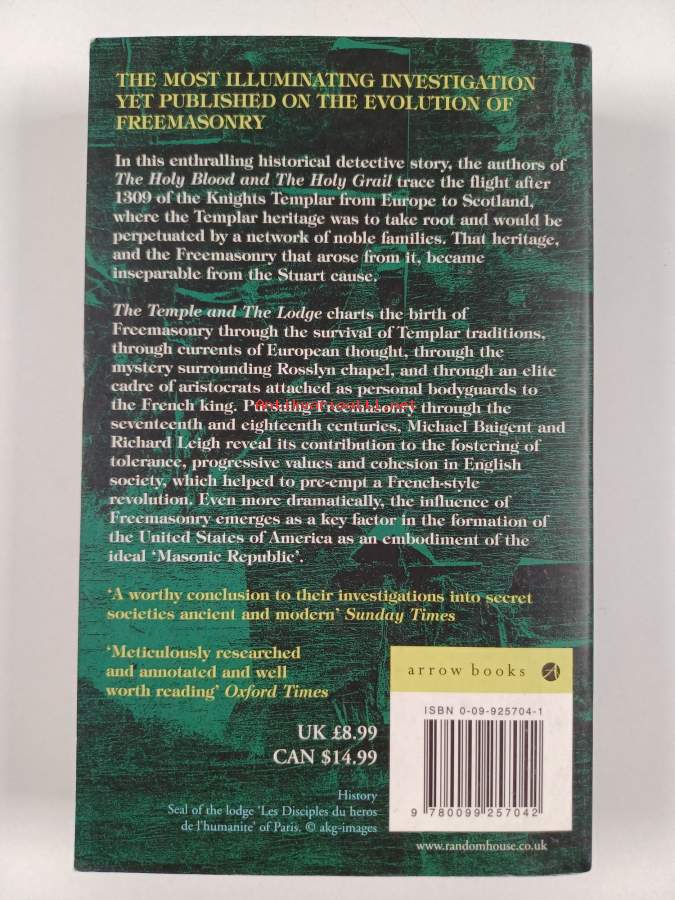 THE MOST ILLUMINATING INVESTIGATION
YET PUBLISHED ON THE EVOLUTION OF
FREEMASONRY
In this enthralling historical detective story, the authors of
The Holy Blood and The Holy Grail trace the flight after
1309 of the Knights Templar from Europe to Scotland,
where the Templar heritage was to take root and would be
perpetuated by a network of noble families. That heritage,
and the Freemasonry that arose from it, became
inseparable from the Stuart cause.
The Temple and The Lodge charts the birth of
Freemasonry through the survival of Templar traditions,
through currents of European thought, through the
mystery surrounding Rosslyn chapel, and through an elite
cadre of aristocrats attached as personal bodyguards to
the French king. Pursuing Freemasonry through the
seventeenth and eighteenth centuries, Michael Baigent and
Richard Leigh reveal its contribution to the fostering of
tolerance, progressive values and cohesion in English
society, which helped to pre-empt a French-style
revolution. Even more dramatically, the influence of
Freemasonry emerges as a key factor in the formation of
the United States of America as an embodiment of the
ideal ‘Masonic Republic’.
‘A worthy conclusion to their investigations into secret
societies ancient and modern’ Sunday Times
‘Meticulously researched
and annotated and well
worth reading’ Oxford Times
arrow books
ISBN 0-09-925704-1
UK £8.99
CAN $14.99
History
Seal of the lodge ‘Les Disciples du heros
de l’humanite’ of Paris. © akg-images
9 780099 257042
www.randomhouse.co.uk